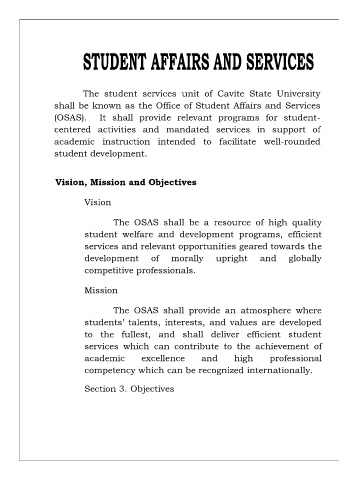 STUDENT AFFAIRS AND SERVICES
The student services unit of Cavite State University
shall be known as the Office of Student Affairs and Services
(OSAS). It shall provide relevant programs for student-
centered activities and mandated services in support of
academic instruction intended to facilitate well-rounded
student development.
Vision, Mission and Objectives
Vision
The OSAS shall be a resource of high quality
student welfare and development programs, efficient
services and relevant opportunities geared towards the
development of morally upright and globally
competitive professionals.
Mission
The OSAS shall provide an atmosphere where
students' talents, interests, and values are developed
to the fullest, and shall deliver efficient student
services which can contribute to the achievement of
academic excellence and high professional
competency which can be recognized internationally.
Section 3. Objectives